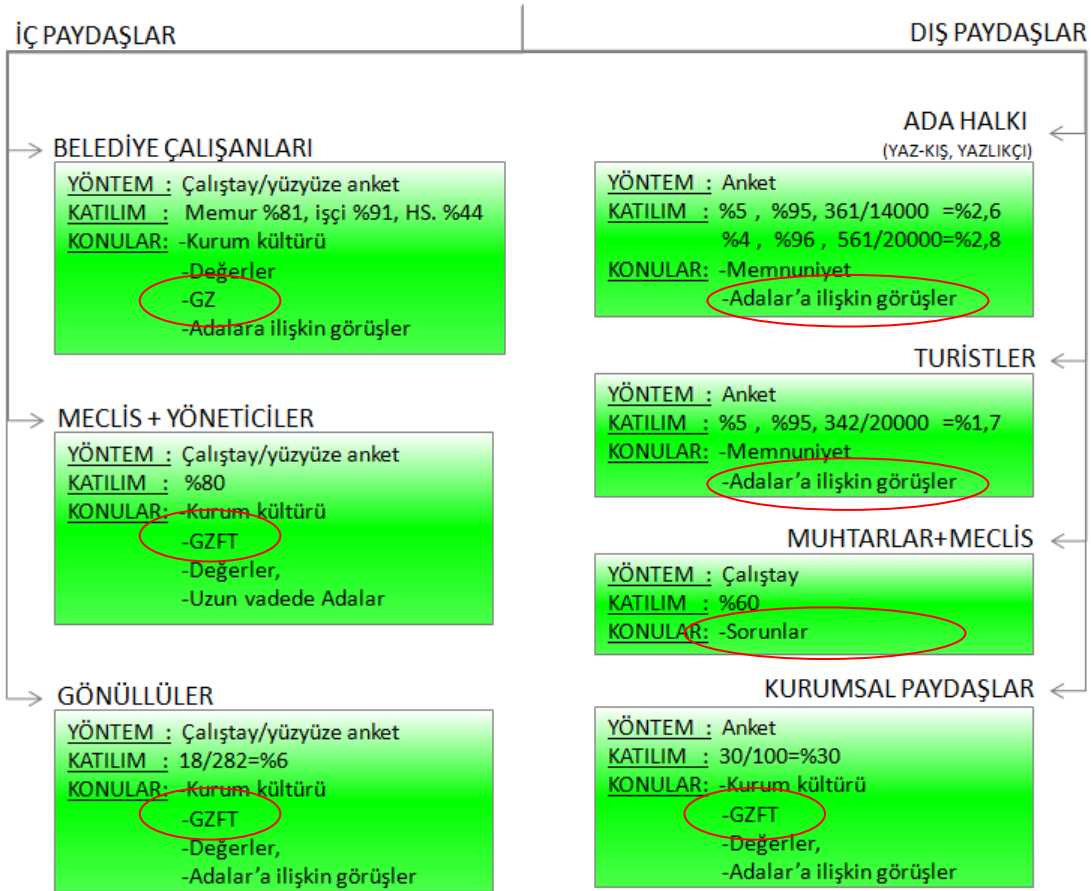 İÇ PAYDAŞLAR
BELEDİYE ÇALIŞANLARI
YÖNTEM : Çalıştay/yüzyüze anket
KATILIM : Memur %81, işçi %91, HS. %44
KONULAR: -Kurum kültürü
-Değerler
-GZ
-Adalara ilişkin görüşler
MECLİS + YÖNETİCİLER
YÖNTEM : Çalıştay/yüzyüze anket
KATILIM : %80
KONULAR: -Kurum kültürü
-GZFT
-Değerler,
-Uzun vadede Adalar
GÖNÜLLÜLER
YÖNTEM : Çalıştay/yüzyüze anket
KATILIM : 18/282=%6
KONULAR: -Kurum kültürü
-GZFT
-Değerler,
-Adalar’a ilişkin görüşler
DIŞ PAYDAŞLAR
ADA HALKI
(YAZ-KIŞ, YAZLIKÇI)
YÖNTEM : Anket
KATILIM : %5 , %95, 361/14000 =%2,6
%4 , %96 , 561/20000=%2,8
KONULAR: -Memnuniyet
-Adalar’a ilişkin görüşler
TURİSTLER
YÖNTEM : Anket
KATILIM : %5 , %95, 342/20000 =%1,7
KONULAR: -Memnuniyet
-Adalar’a ilişkin görüşler
MUHTARLAR+MECLİS
YÖNTEM : Çalıştay
KATILIM : %60
KONULAR: -Sorunlar
KURUMSAL PAYDAŞLAR
YÖNTEM : Anket
KATILIM : 30/100=%30
KONULAR: -Kurum kültürü
-GZFT
-Değerler,
-Adalar’a ilişkin görüşler